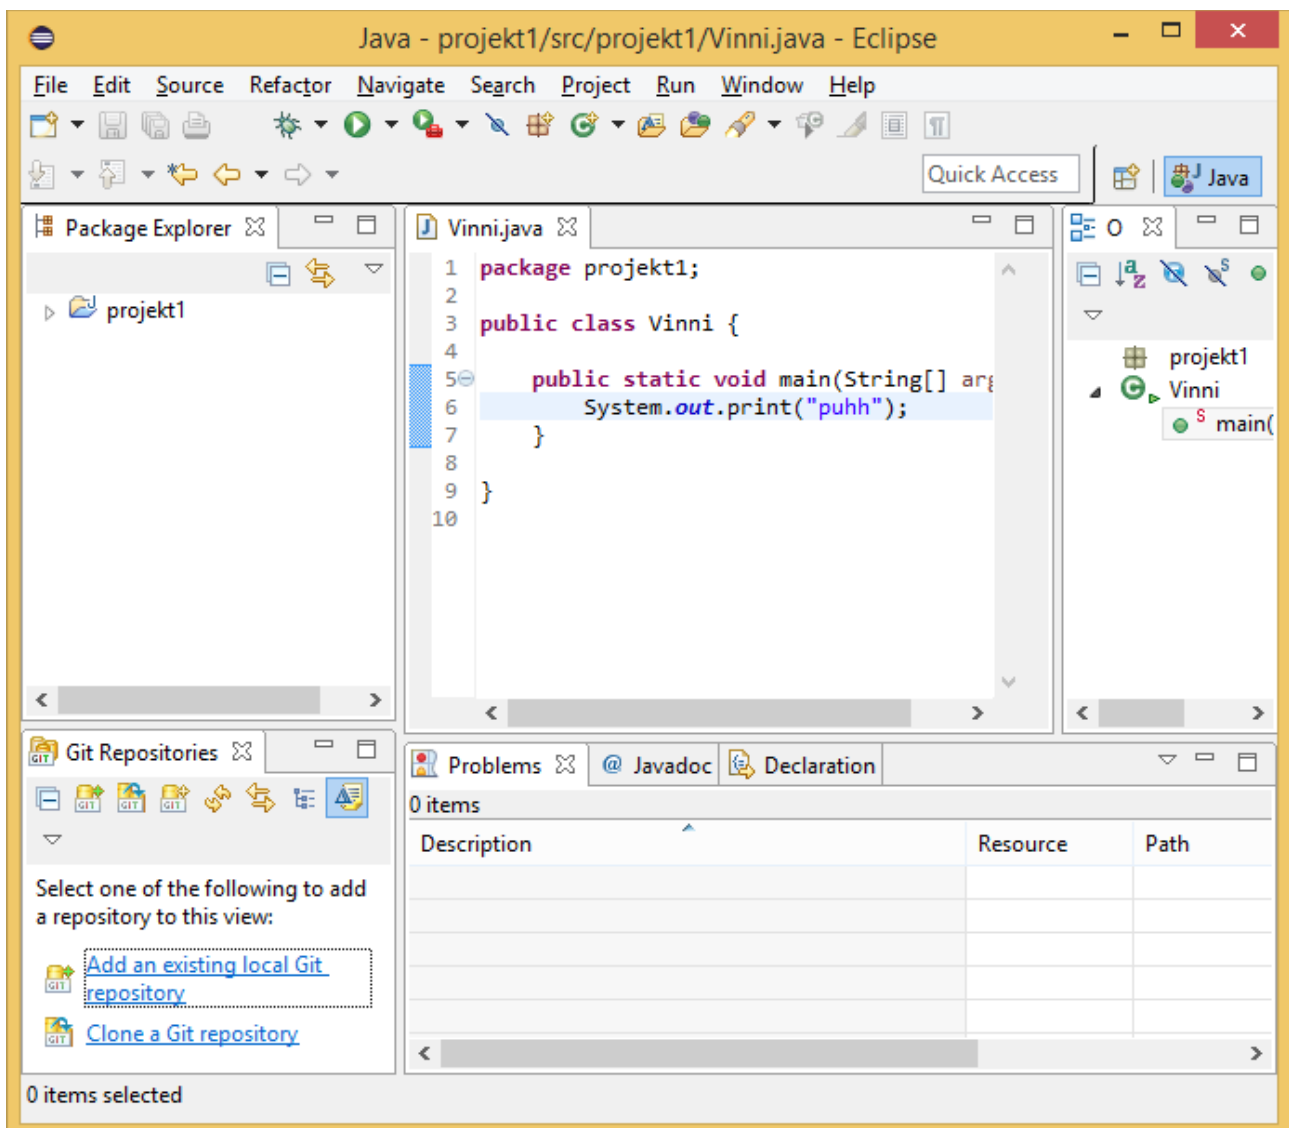 Java - projekt1/src/projekt1/Vinni.java - Eclipse
File Edit Source Refactor Navigate Search Project Run Window Help
Quick Access
Java
Package Explorer
projekt1
Vinni.java
1 package projekt1;
2
3 public class Vinni {
4
5 public static void main(String[] arg
6 System.out.print("puhh");
7 }
8
9 }
10
O
projekt1
Vinni
main(
Git Repositories
Select one of the following to add
a repository to this view:
Add an existing local Git
repository
Clone a Git repository
Problems @ Javadoc Declaration
0 items
Description Resource Path
0 items selected